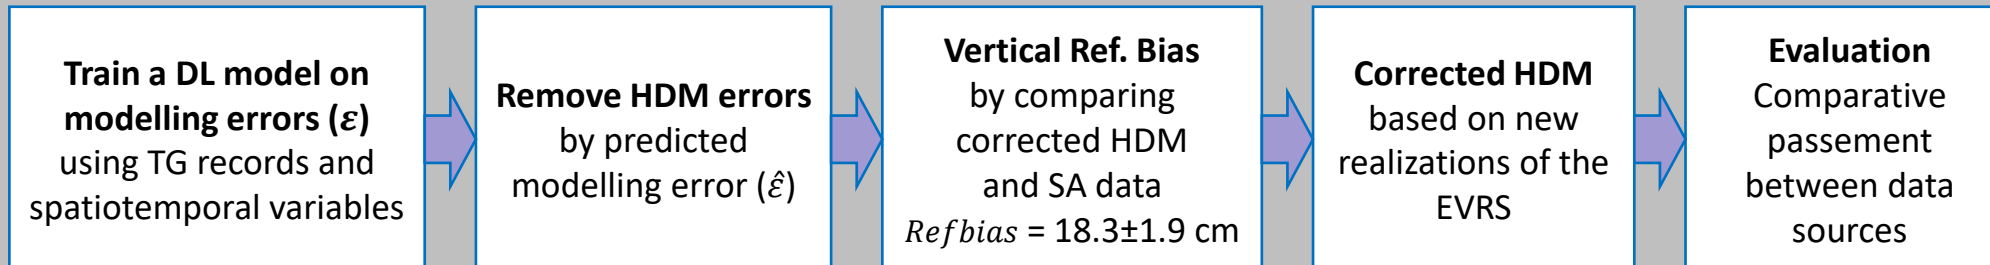 Train a DL model on
modelling errors (ε)
using TG records and
spatiotemporal variables
Remove HDM errors
by predicted
modelling error (ε̂)
Vertical Ref. Bias
by comparing
corrected HDM
and SA data
Refbias = 18.3±1.9 cm
Corrected HDM
based on new
realizations of the
EVRS
Evaluation
Comparative
passement
between data
sources